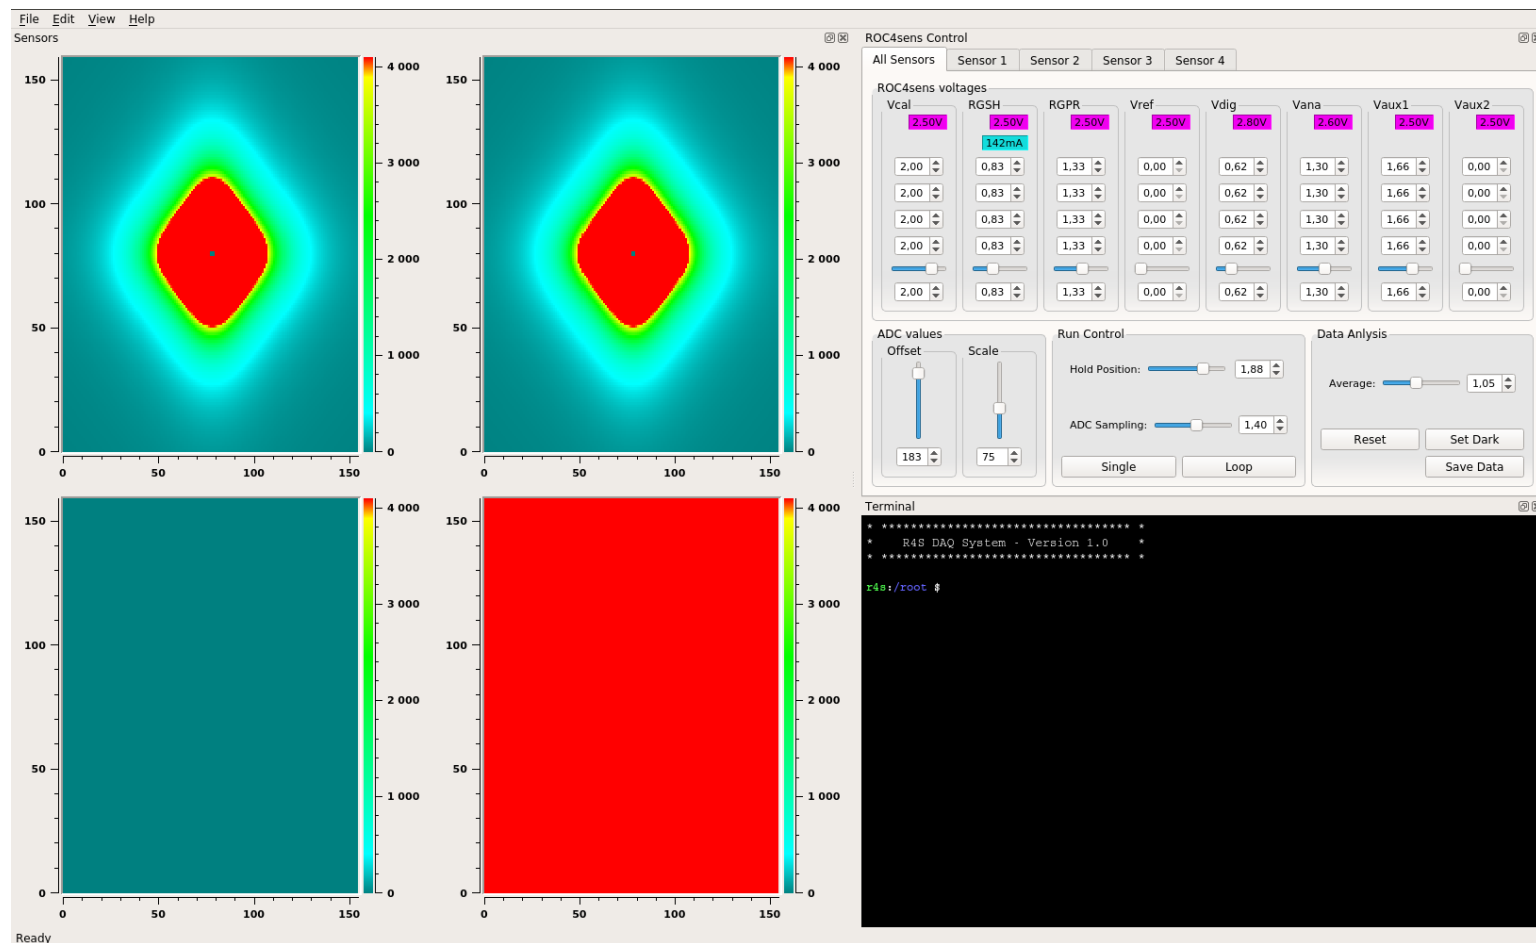 File Edit View Help
Sensors
150
100
50
0
0 50 100 150
4 000
3 000
2 000
1 000
0
150
100
50
0
0 50 100 150
4 000
3 000
2 000
1 000
0
150
100
50
0
0 50 100 150
4 000
3 000
2 000
1 000
0
150
100
50
0
0 50 100 150
4 000
3 000
2 000
1 000
0
Ready
ROC4sens Control
All Sensors Sensor 1 Sensor 2 Sensor 3 Sensor 4
ROC4sens voltages
Vcal RGSH RGPR Vref Vdig Vana Vaux1 Vaux2
2.50V 2.50V 2.50V 2.50V 2.80V 2.60V 2.50V 2.50V
142mA
2,00 0,83 1,33 0,00 0,62 1,30 1,66 0,00
2,00 0,83 1,33 0,00 0,62 1,30 1,66 0,00
2,00 0,83 1,33 0,00 0,62 1,30 1,66 0,00
2,00 0,83 1,33 0,00 0,62 1,30 1,66 0,00
2,00 0,83 1,33 0,00 0,62 1,30 1,66 0,00
ADC values
Offset Scale
183 75
Run Control
Hold Position: 1,88
ADC Sampling: 1,40
Single Loop
Data Anlysis
Average: 1,05
Reset Set Dark
Save Data
Terminal
* ********************************** *
* R4S DAQ System - Version 1.0 *
* ********************************** *
r4s:/root $